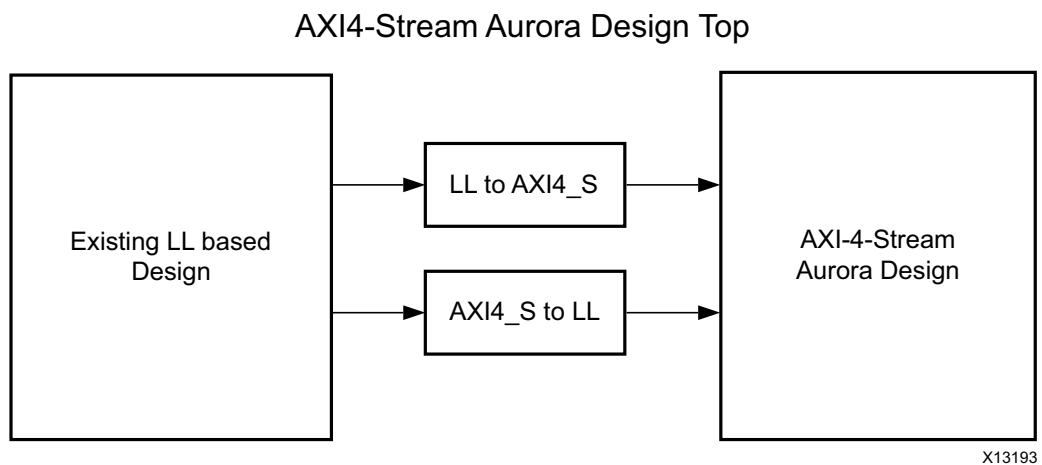 AXI4-Stream Aurora Design Top
LL to AXI4_S
Existing LL based
Design
AXI-4-Stream
Aurora Design
AXI4_S to LL
X13193